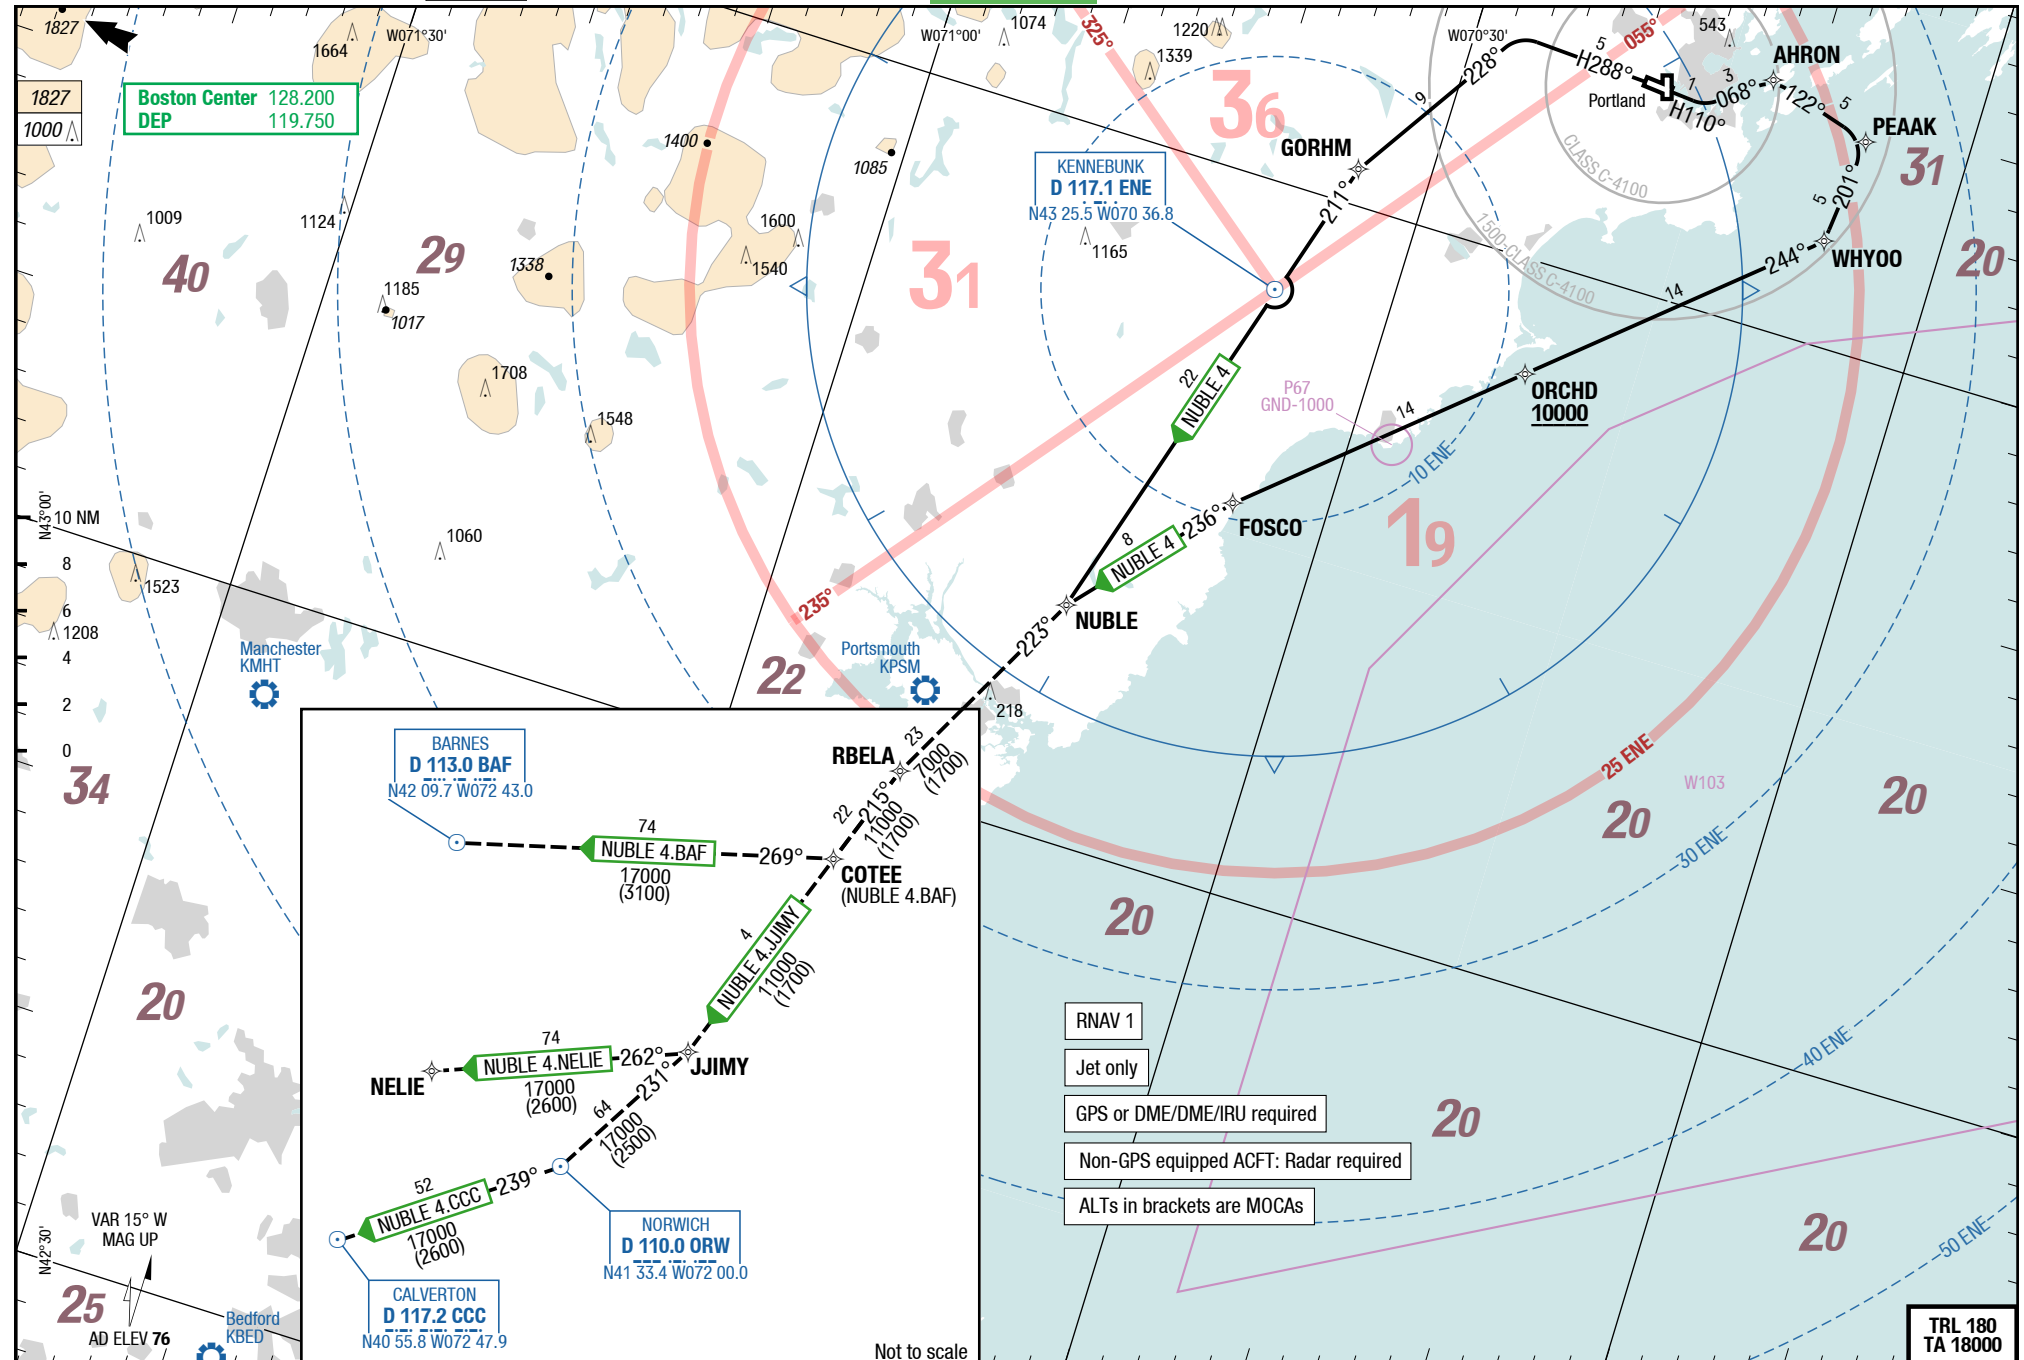 1827
1664
W071°30'
W071°00'
1074
325°
1220
1339
W070°30'
228°
5
055°
543
AHRON
1827
1000
Boston Center 128.200
DEP 119.750
36
9
H288°
Portland
1
3
068°
H110°
122°
5
PEAAK
31
1400
1085
GORHM
CLASS C-4100
KENNEBUNK
D 117.1 ENE
N43 25.5 W070 36.8
211°
201°
5
1009
1124
1600
1540
1165
1500-CLASS C-4100
244°
WHYOO
20
40
29
1338
31
14
1185
1017
1708
22
NUBLE 4
P67
GND-1000
14
ORCHD
10000
1548
10 ENE
N43°00'
10 NM
8
6
4
2
0
1060
8
NUBLE 4
236°
FOSCO
19
1523
235°
1208
NUBLE
223°
Manchester
KMHT
Portsmouth
KPSM
22
218
34
BARNES
D 113.0 BAF
N42 09.7 W072 43.0
RBELA
23
7000
(1700)
25 ENE
W103
20
20
74
NUBLE 4.BAF
269°
17000
(3100)
22
215°
11000
(1700)
COTEE
(NUBLE 4.BAF)
30 ENE
20
4
NUBLE 4.JJIMY
11000
(1700)
20
RNAV 1
74
NUBLE 4.NELIE
262°
JJIMY
NELIE
17000
(2600)
231°
64
17000
(2500)
Jet only
40 ENE
GPS or DME/DME/IRU required
20
Non-GPS equipped ACFT: Radar required
52
NUBLE 4.CCC
239°
17000
(2600)
ALTs in brackets are MOCAs
VAR 15° W
MAG UP
N42°30'
NORWICH
D 110.0 ORW
N41 33.4 W072 00.0
20
50 ENE
25
AD ELEV 76
Bedford
KBED
CALVERTON
D 117.2 CCC
N40 55.8 W072 47.9
Not to scale
TRL 180
TA 18000